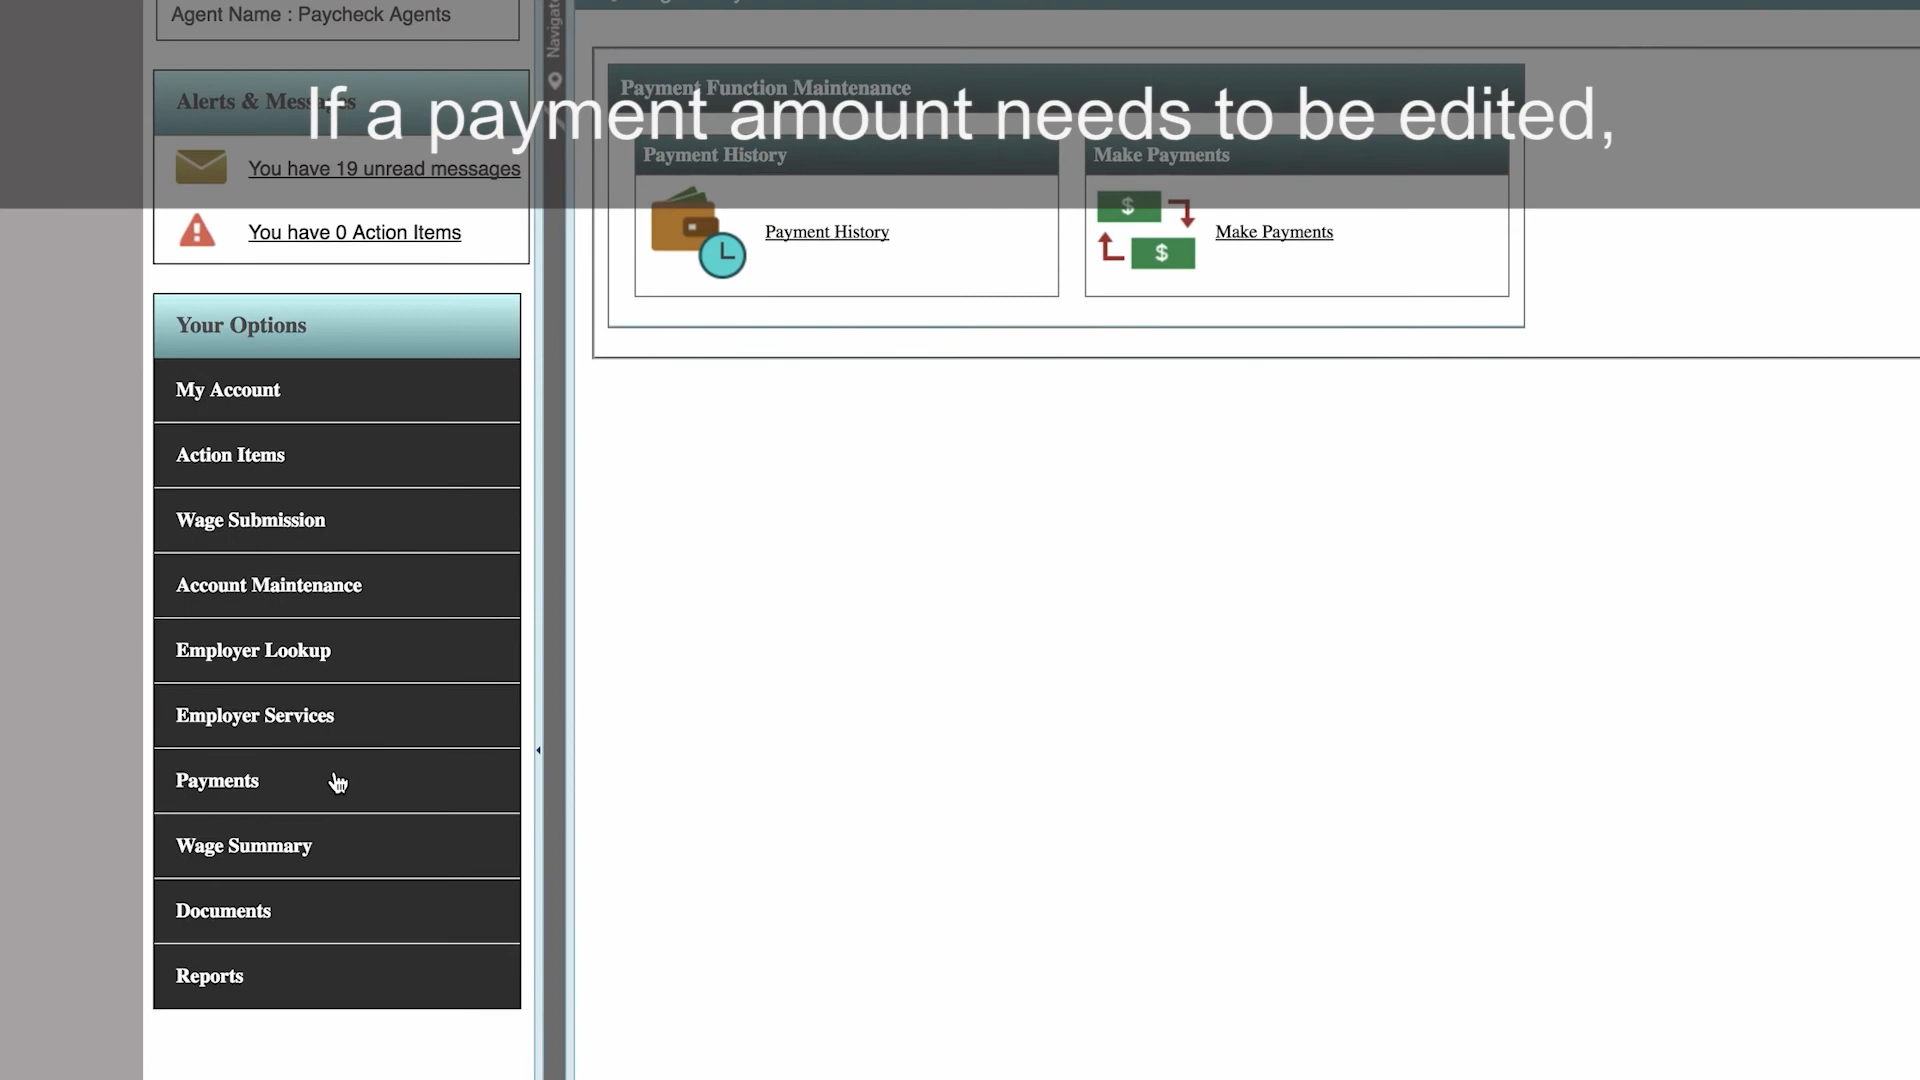 Agent Name : Paycheck Agents
Navigat
Alerts & Messages
If a payment amount needs to be edited,
You have 19 unread messages
You have 0 Action Items
Payment Function Maintenance
Payment History
Payment History
Make Payments
$
$
Make Payments
Your Options
My Account
Action Items
Wage Submission
Account Maintenance
Employer Lookup
Employer Services
Payments
Wage Summary
Documents
Reports